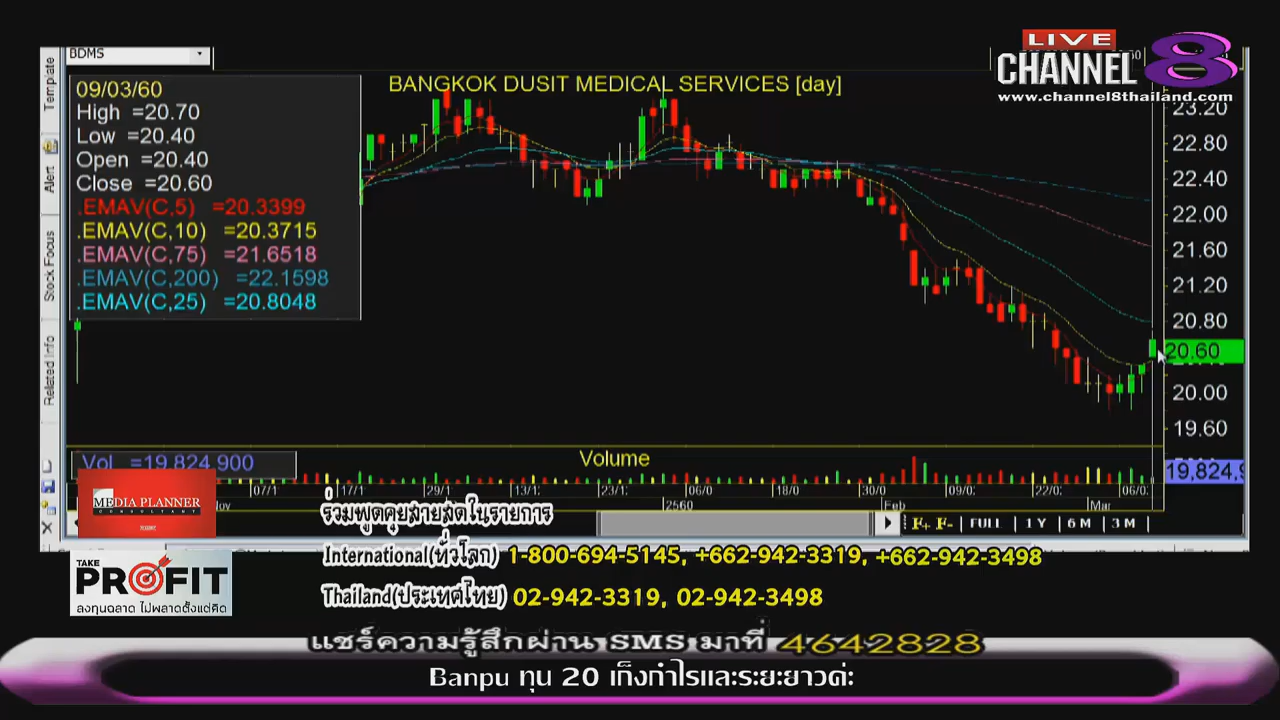 BDMS
LIVE
CHANNEL 8
www.channel8thailand.com
Template
Alert
Stock Focus
Related Info
BANGKOK DUSIT MEDICAL SERVICES [day]
09/03/60
High =20.70
Low =20.40
Open =20.40
Close =20.60
.EMAV(C,5) =20.3399
.EMAV(C,10) =20.3715
.EMAV(C,75) =21.6518
.EMAV(C,200) =22.1598
.EMAV(C,25) =20.8048
23.20
22.80
22.40
22.00
21.60
21.20
20.80
20.60
20.00
19.60
Vol =19,824,900
Volume
19,824,9
07/1 17/1 29/1 13/1 23/1 06/0 18/0 30/0 09/0 22/0 06/0
2560 Feb Mar
F+ F- FULL 1 Y 6 M 3 M
MEDIA PLANNER
CONSULTANT
ร่วมพูดคุยสายสดในรายการ
International(ทั่วโลก) 1-800-694-5145, +662-942-3319, +662-942-3498
TAKE
PROFIT
ลงทุนฉลาด ไม่พลาดตั้งแต่คิด
Thailand(ประเทศไทย) 02-942-3319, 02-942-3498
แชร์ความรู้สึกผ่าน SMS มาที่ 4642828
Banpu ทุน 20 เก็งกำไรและระยะยาวค่ะ